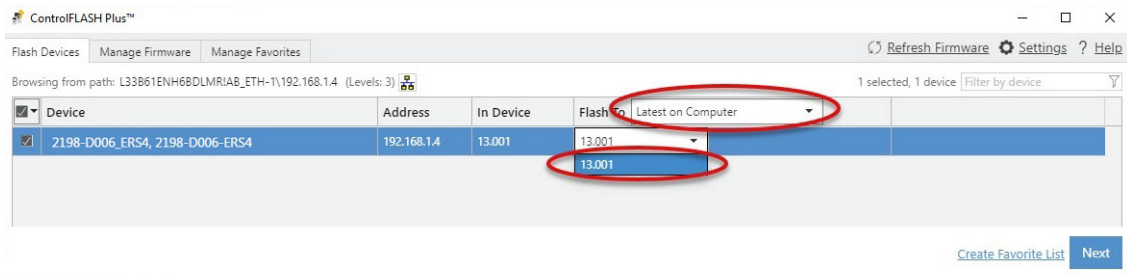 ControlFLASH Plus™
Flash Devices Manage Firmware Manage Favorites Refresh Firmware Settings ? Help
Browsing from path: L33B61ENH6BDLMR!AB_ETH-1\192.168.1.4 (Levels: 3) 1 selected, 1 device Filter by device
Device Address In Device Flash To Latest on Computer
2198-D006_ERS4, 2198-D006-ERS4 192.168.1.4 13.001 13.001
13.001
Create Favorite List Next